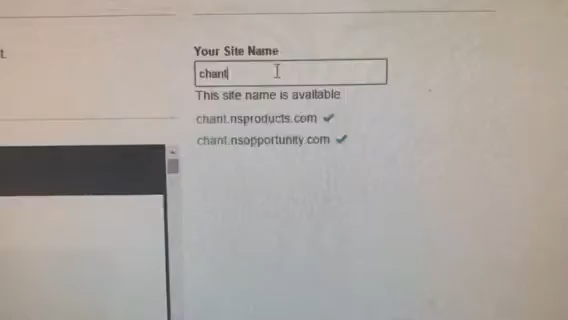 t.
Your Site Name
chant
This site name is available
chant.nsproducts.com ✔
chant.nsopportunity.com ✔